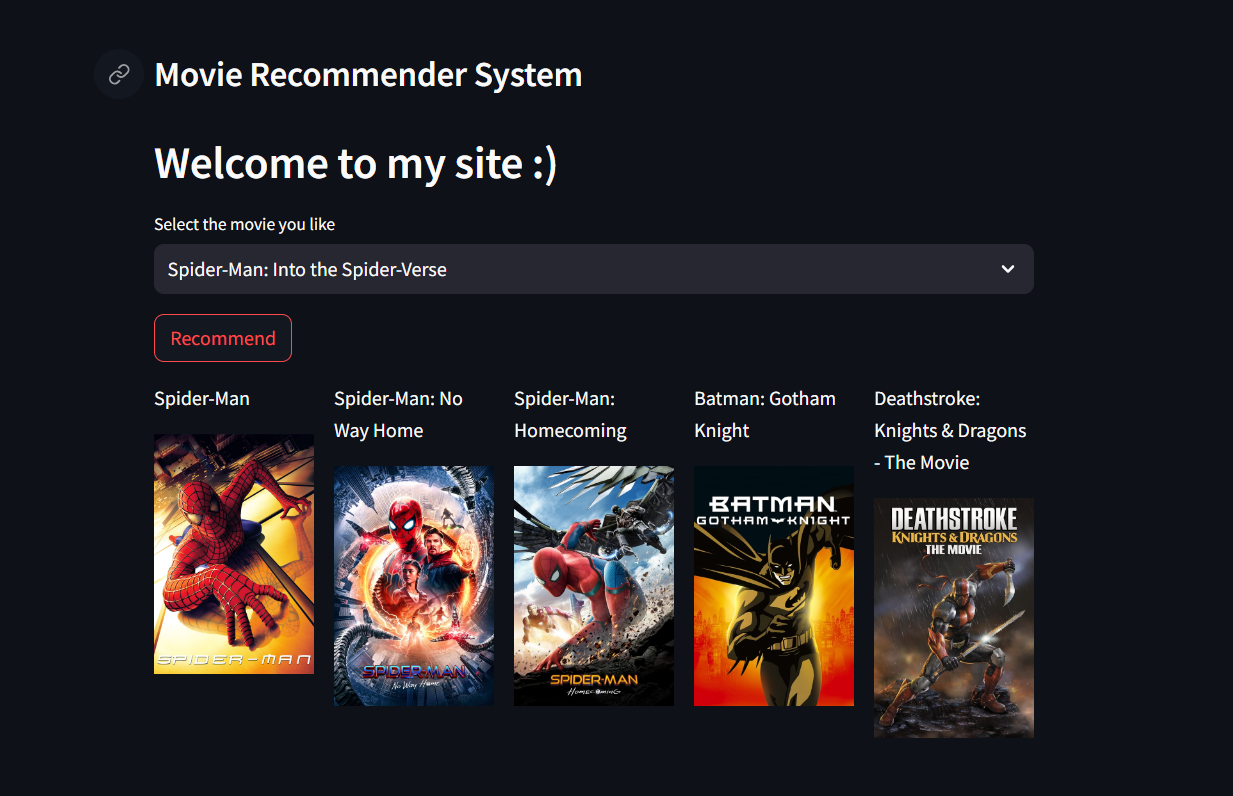 Movie Recommender System
Welcome to my site :)
Select the movie you like
Spider-Man: Into the Spider-Verse
Recommend
Spider-Man
SPIDER-MAN
Spider-Man: No
Way Home
SPIDER-MAN
No Way Home
Spider-Man:
Homecoming
SPIDER-MAN
HOMECOMING
Batman: Gotham
Knight
BATMAN
GOTHAM KNIGHT
Deathstroke:
Knights & Dragons
- The Movie
DEATHSTROKE
KNIGHTS & DRAGONS
THE MOVIE